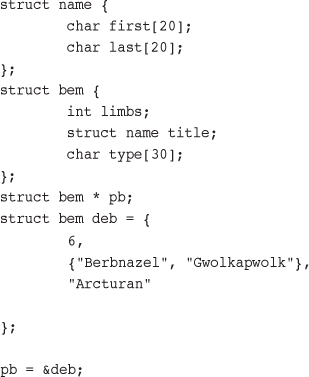 struct name {
        char first[20];
        char last[20];
};
struct bem {
        int limbs;
        struct name title;
        char type[30];
};
struct bem * pb;
struct bem deb = {
        6,
        {"Berbnazel", "Gwolkapwolk"},
        "Arcturan"
};
pb = &deb;